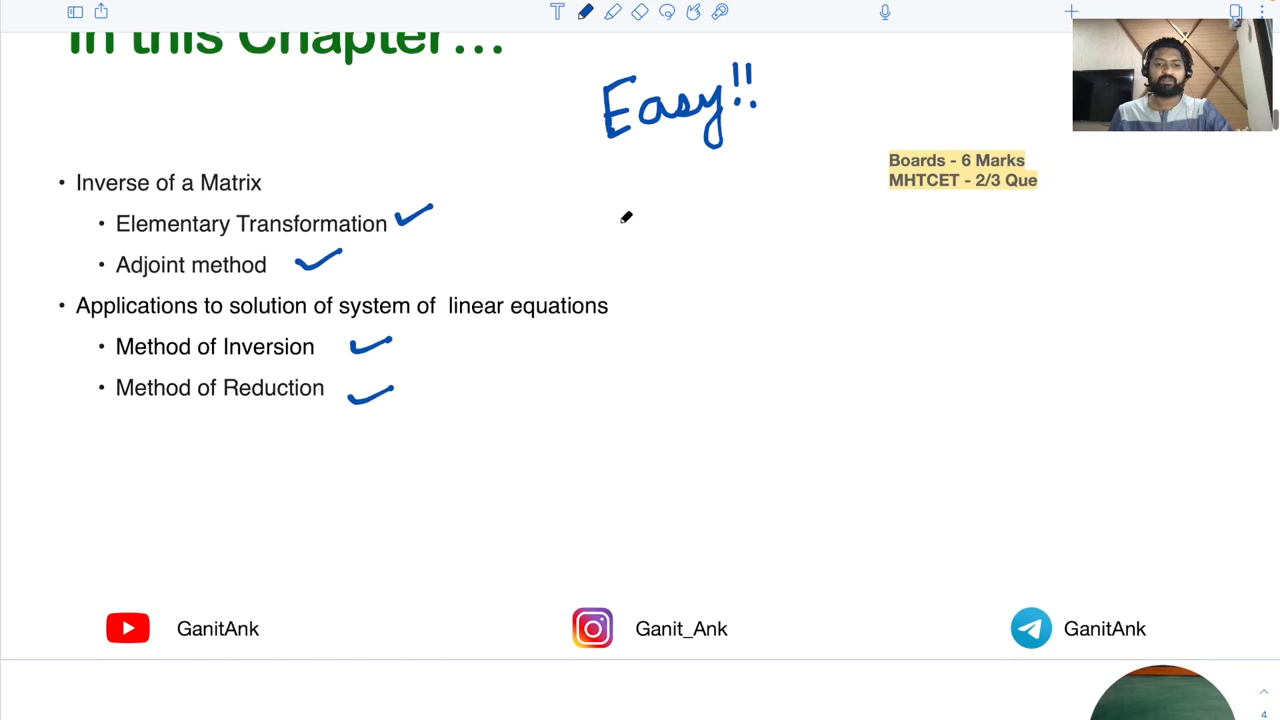 In this Chapter...
Easy!!
Boards - 6 Marks
MHTCET - 2/3 Que
• Inverse of a Matrix
• Elementary Transformation
• Adjoint method
• Applications to solution of system of linear equations
• Method of Inversion
• Method of Reduction
GanitAnk
Ganit_Ank
GanitAnk
4